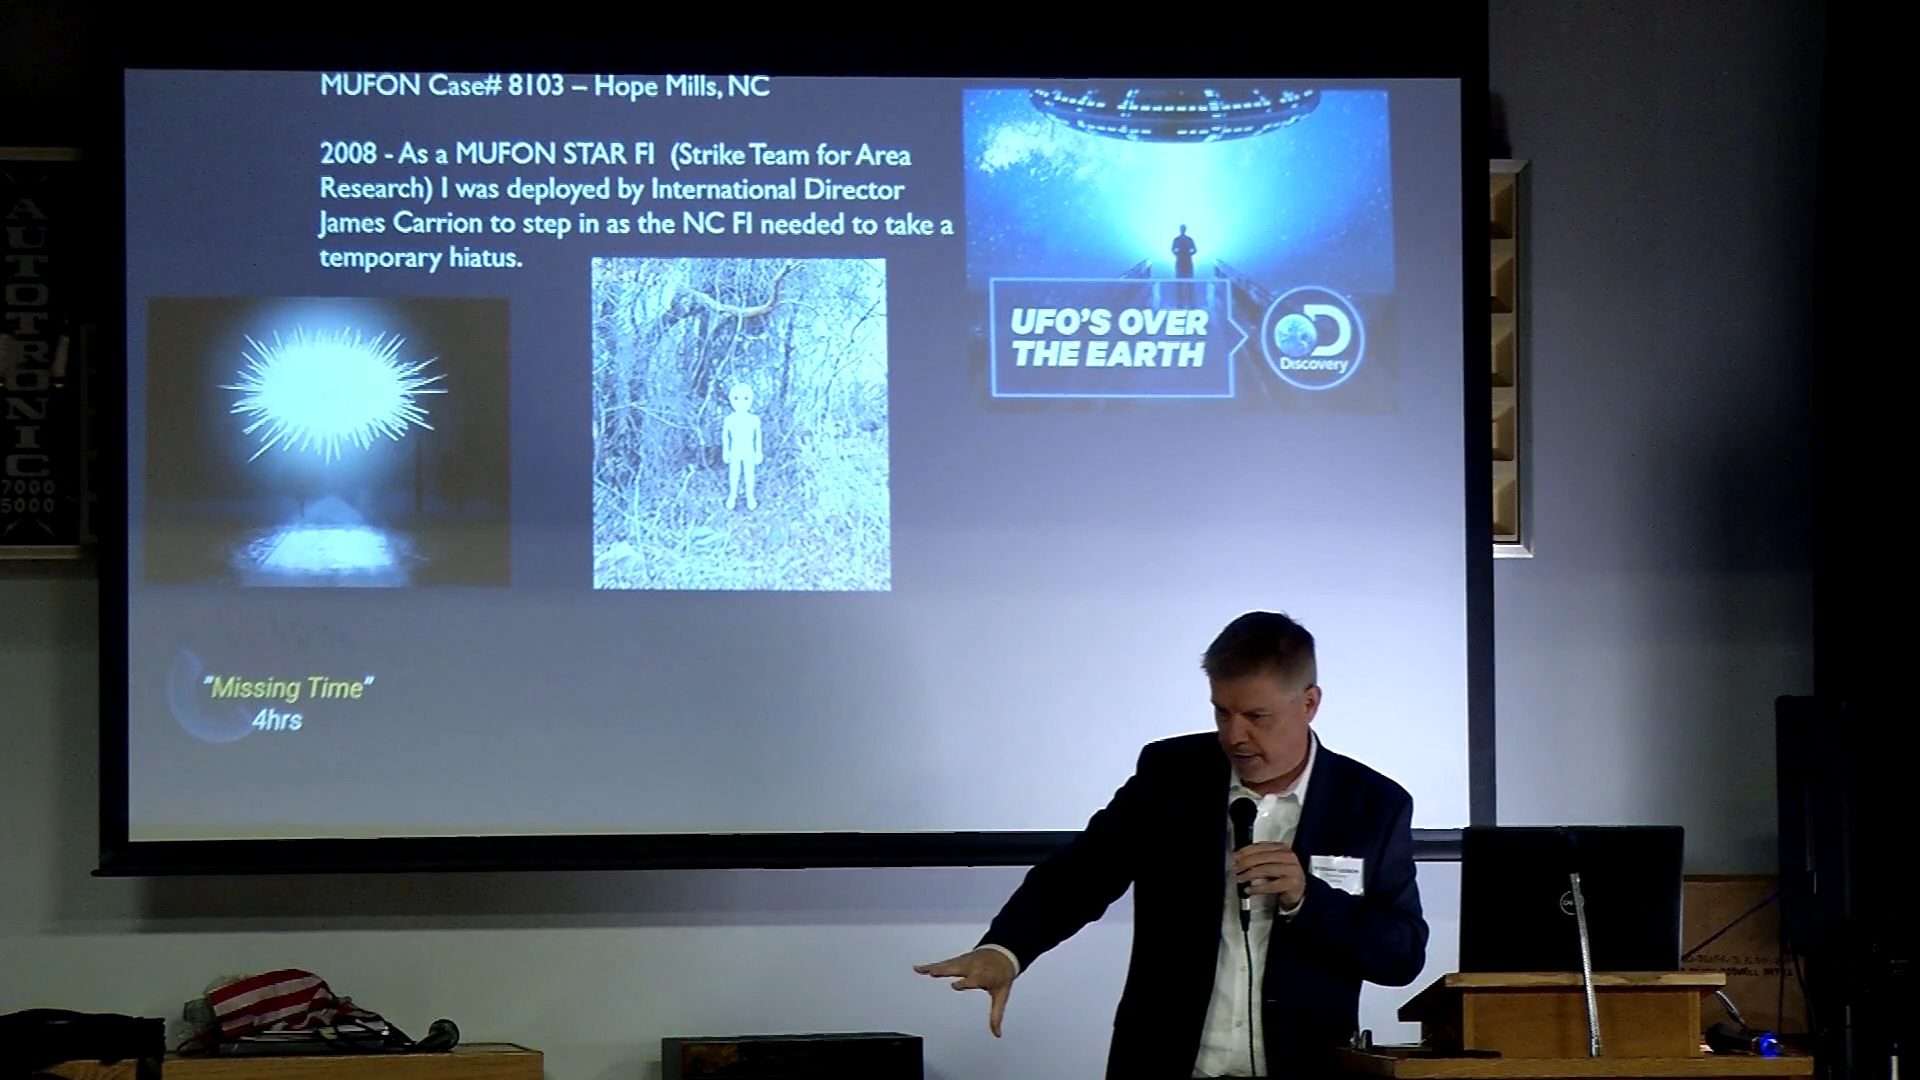 MUFON Case# 8103 – Hope Mills, NC
2008 - As a MUFON STAR FI (Strike Team for Area
Research) I was deployed by International Director
James Carrion to step in as the NC FI needed to take a
temporary hiatus.
UFO'S OVER
THE EARTH
Discovery
"Missing Time"
4hrs
AUTOTRONIC
7000
5000